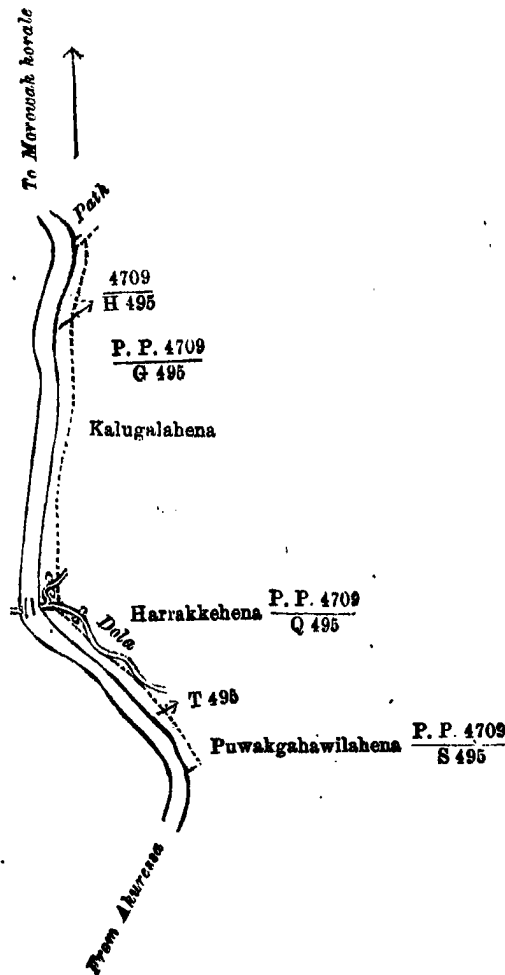 To Morowak korale
Path
4709
H 495
P. P. 4709
G 495
Kalugalahena
Harrakkehena P. P. 4709
Q 495
Dola
T 495
Puwakgahawilahena P. P. 4709
S 495
From Akuressa